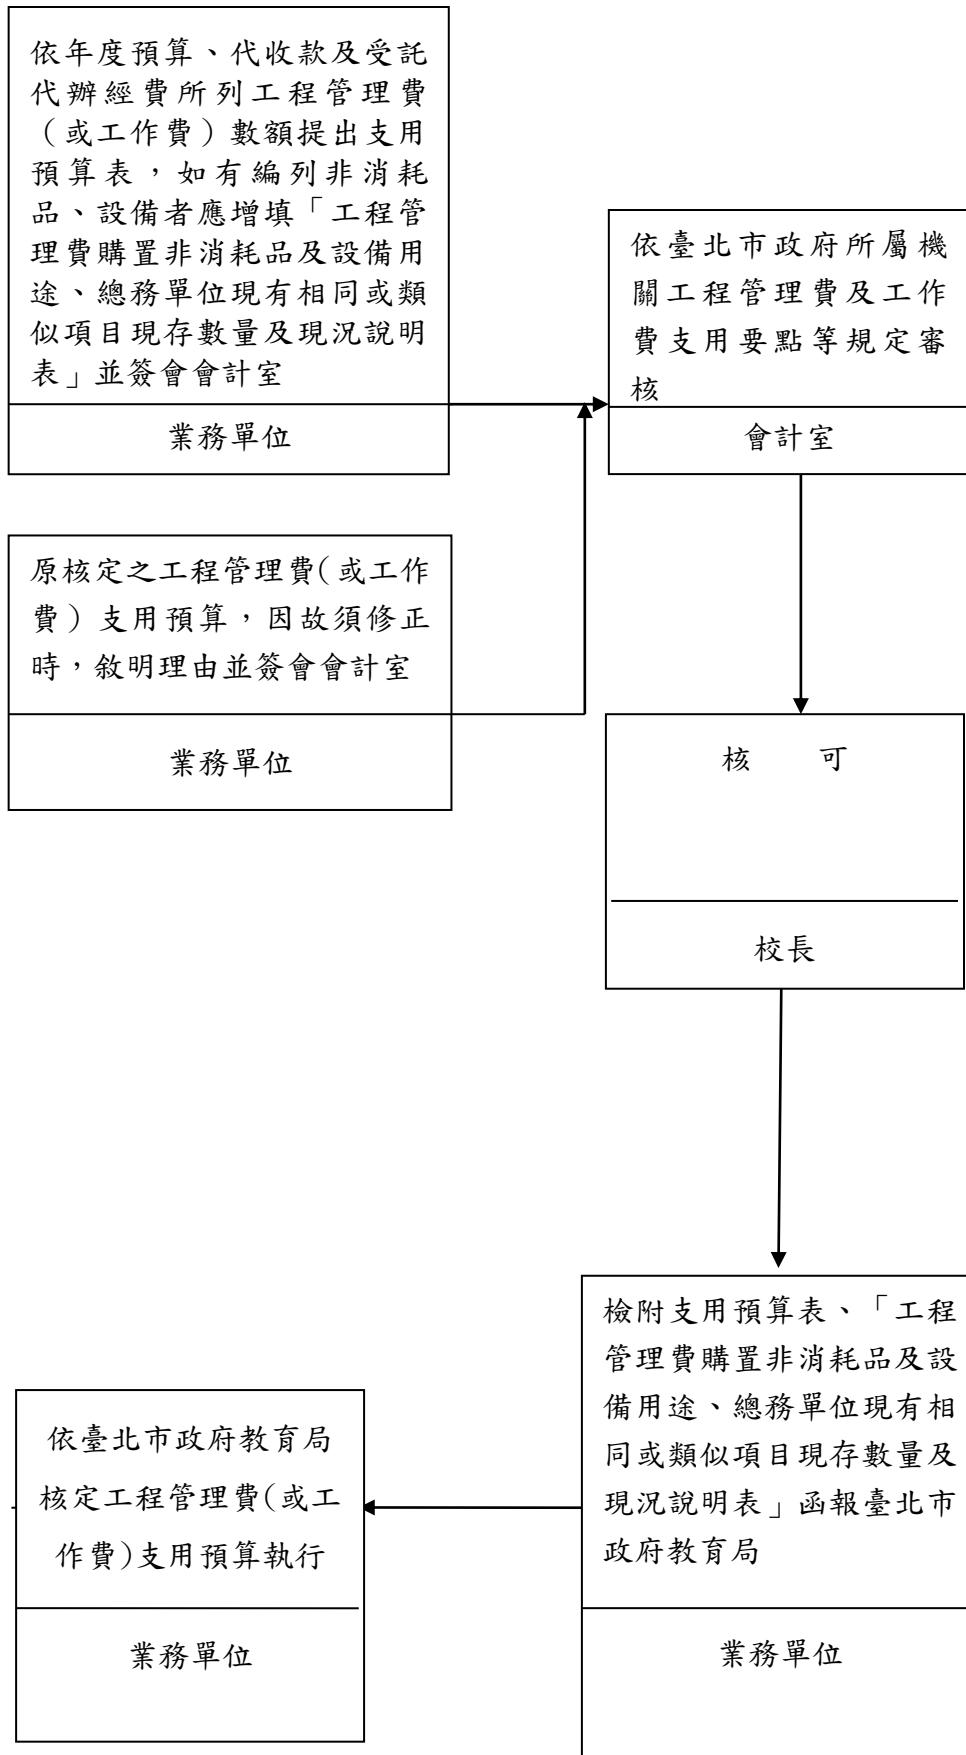 依年度預算、代收款及受託
代辦經費所列工程管理費
（或工作費）數額提出支用
預算表，如有編列非消耗
品、設備者應增填「工程管
理費購置非消耗品及設備用
途、總務單位現有相同或類
似項目現存數量及現況說明
表」並簽會會計室
業務單位
依臺北市政府所屬機
關工程管理費及工作
費支用要點等規定審
核
會計室
原核定之工程管理費(或工作
費）支用預算，因故須修正
時，敘明理由並簽會會計室
業務單位
核　可
校長
檢附支用預算表、「工程
管理費購置非消耗品及設
備用途、總務單位現有相
同或類似項目現存數量及
現況說明表」函報臺北市
政府教育局
業務單位
依臺北市政府教育局
核定工程管理費(或工
作費)支用預算執行
業務單位